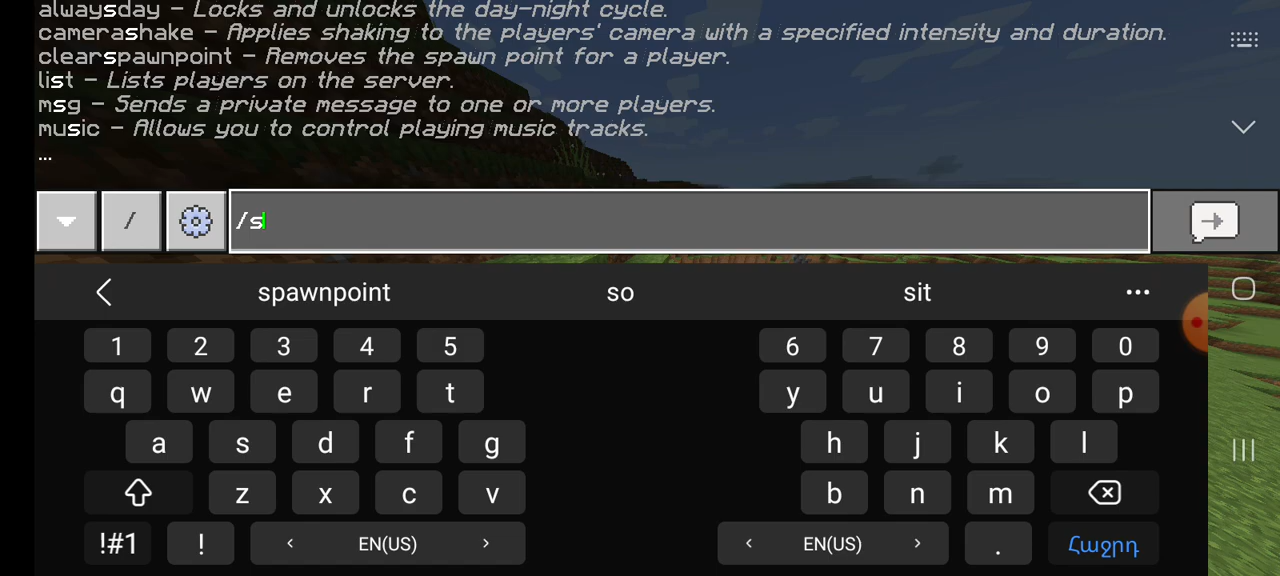 alwaysday – Locks and unlocks the day-night cycle.
camerashake – Applies shaking to the players' camera with a specified intensity and duration.
clearspawnpoint – Removes the spawn point for a player.
list – Lists players on the server.
msg – Sends a private message to one or more players.
music – Allows you to control playing music tracks.
...
/ /s
spawnpoint so sit ...
1 2 3 4 5 6 7 8 9 0
q w e r t y u i o p
a s d f g h j k l
z x c v b n m
!#1 ! < EN(US) > < EN(US) > . Հաջրդ